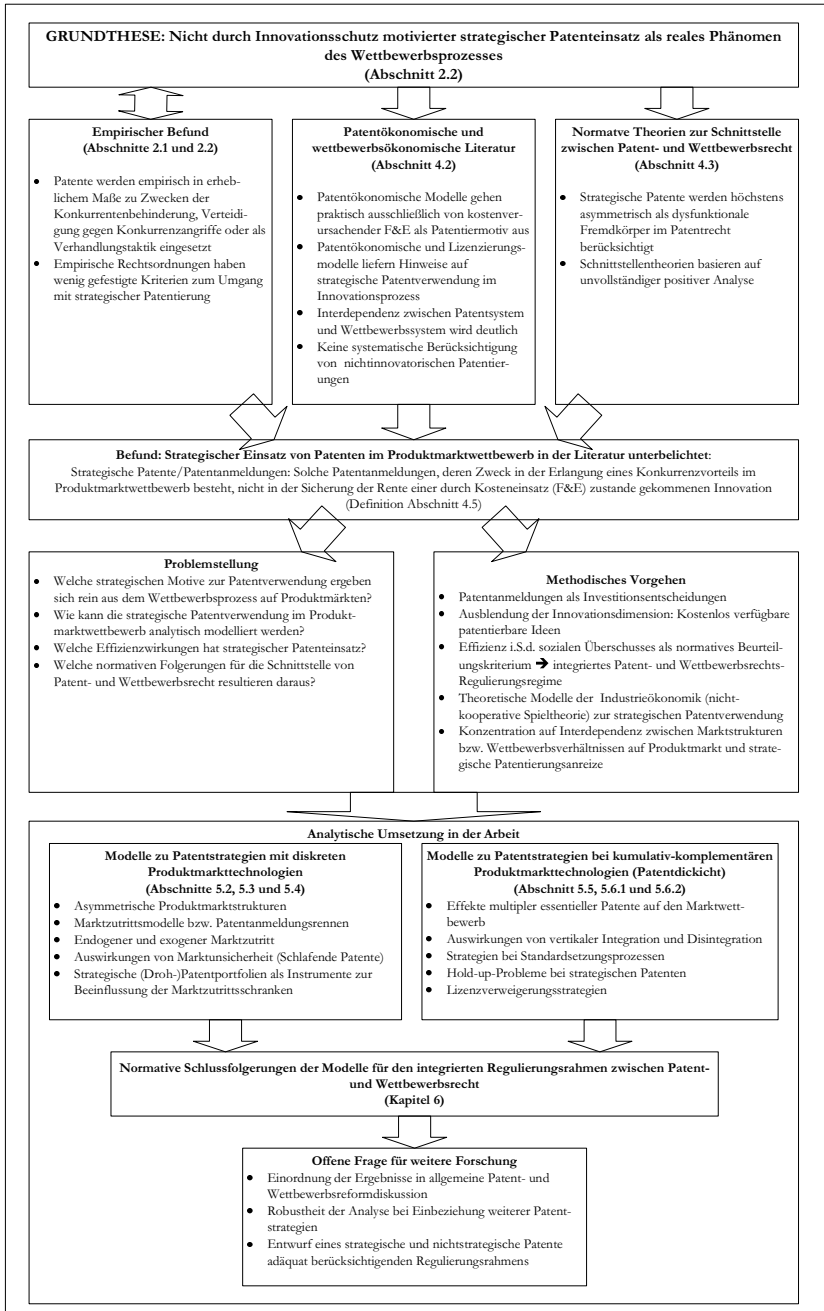 GRUNDTHESE: Nicht durch Innovationsschutz motivierter strategischer Patenteinsatz als reales Phänomen
des Wettbewerbsprozesses
(Abschnitt 2.2)
Empirischer Befund
(Abschnitte 2.1 und 2.2)
• Patente werden empirisch in erheb-
lichem Maße zu Zwecken der
Konkurrentenbehinderung, Verteidi-
gung gegen Konkurrenzangriffe oder als
Verhandlungstaktik eingesetzt
• Empirische Rechtsordnungen haben
wenig gefestigte Kriterien zum Umgang
mit strategischer Patentierung
Patentökonomische und
wettbewerbsökonomische Literatur
(Abschnitt 4.2)
• Patentökonomische Modelle gehen
praktisch ausschließlich von kostenver-
ursachender F&E als Patentiermotiv aus
• Patentökonomische und Lizenzierungs-
modelle liefern Hinweise auf
strategische Patentverwendung im
Innovationsprozess
• Interdependenz zwischen Patentsystem
und Wettbewerbssystem wird deutlich
• Keine systematische Berücksichtigung
von nichtinnovatorischen Patentier-
ungen
Normatve Theorien zur Schnittstelle
zwischen Patent- und Wettbewerbsrecht
(Abschnitt 4.3)
• Strategische Patente werden höchstens
asymmetrisch als dysfunktionale
Fremdkörper im Patentrecht
berücksichtigt
• Schnittstellentheorien basieren auf
unvollständiger positiver Analyse
Befund: Strategischer Einsatz von Patenten im Produktmarktwettbewerb in der Literatur unterbelichtet:
Strategische Patente/Patentanmeldungen: Solche Patentanmeldungen, deren Zweck in der Erlangung eines Konkurrenzvorteils im
Produktmarktwettbewerb besteht, nicht in der Sicherung der Rente einer durch Kosteneinsatz (F&E) zustande gekommenen Innovation
(Definition Abschnitt 4.5)
Problemstellung
• Welche strategischen Motive zur Patentverwendung ergeben
sich rein aus dem Wettbewerbsprozess auf Produktmärkten?
• Wie kann die strategische Patentverwendung im Produkt-
marktwettbewerb analytisch modelliert werden?
• Welche Effizienzwirkungen hat strategischer Patenteinsatz?
• Welche normativen Folgerungen für die Schnittstelle von
Patent- und Wettbewerbsrecht resultieren daraus?
Methodisches Vorgehen
• Patentanmeldungen als Investitionsentscheidungen
• Ausblendung der Innovationsdimension: Kostenlos verfügbare
patentierbare Ideen
• Effizienz i.S.d. sozialen Überschusses als normatives Beurtei-
lungskriterium ➔ integriertes Patent- und Wettbewerbsrechts-
Regulierungsregime
• Theoretische Modelle der Industrieökonomik (nicht-
kooperative Spieltheorie) zur strategischen Patentverwendung
• Konzentration auf Interdependenz zwischen Marktstrukturen
bzw. Wettbewerbsverhältnissen auf Produktmarkt und strate-
gische Patentierungsanreize
Analytische Umsetzung in der Arbeit
Modelle zu Patentstrategien mit diskreten
Produktmarkttechnologien
(Abschnitte 5.2, 5.3 und 5.4)
• Asymmetrische Produktmarktstrukturen
• Marktzutrittsmodelle bzw. Patentanmeldungsrennen
• Endogener und exogener Marktzutritt
• Auswirkungen von Marktunsicherheit (Schlafende Patente)
• Strategische (Droh-)Patentportfolien als Instrumente zur
Beeinflussung der Marktzutrittsschranken
Modelle zu Patentstrategien bei kumulativ-komplementären
Produktmarkttechnologien (Patentdickicht)
(Abschnitt 5.5, 5.6.1 und 5.6.2)
• Effekte multipler essentieller Patente auf den Marktwett-
bewerb
• Auswirkungen von vertikaler Integration und Disintegration
• Strategien bei Standardsetzungsprozessen
• Hold-up-Probleme bei strategischen Patenten
• Lizenzverweigerungsstrategien
Normative Schlussfolgerungen der Modelle für den integrierten Regulierungsrahmen zwischen Patent-
und Wettbewerbsrecht
(Kapitel 6)
Offene Frage für weitere Forschung
• Einordnung der Ergebnisse in allgemeine Patent- und
Wettbewerbsreformdiskussion
• Robustheit der Analyse bei Einbeziehung weiterer Patent-
strategien
• Entwurf eines strategische und nichtstrategische Patente
adäquat berücksichtigenden Regulierungsrahmens